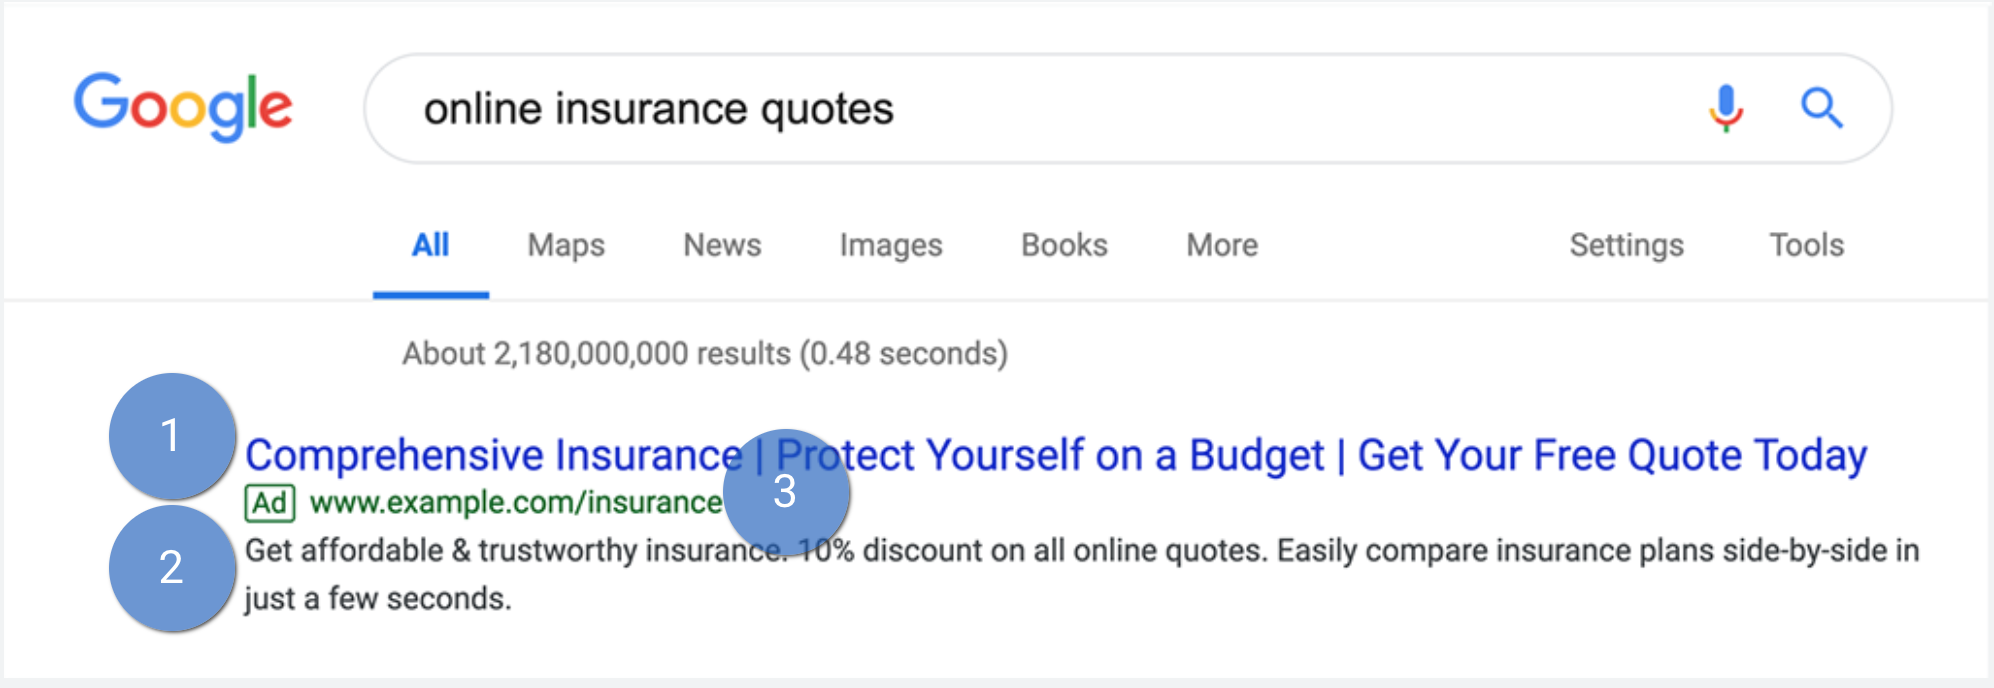 Google
online insurance quotes
All Maps News Images Books More Settings Tools
About 2,180,000,000 results (0.48 seconds)
1
Comprehensive Insurance | Protect Yourself on a Budget | Get Your Free Quote Today
Ad www.example.com/insurance
3
2
Get affordable & trustworthy insurance. 10% discount on all online quotes. Easily compare insurance plans side-by-side in
just a few seconds.